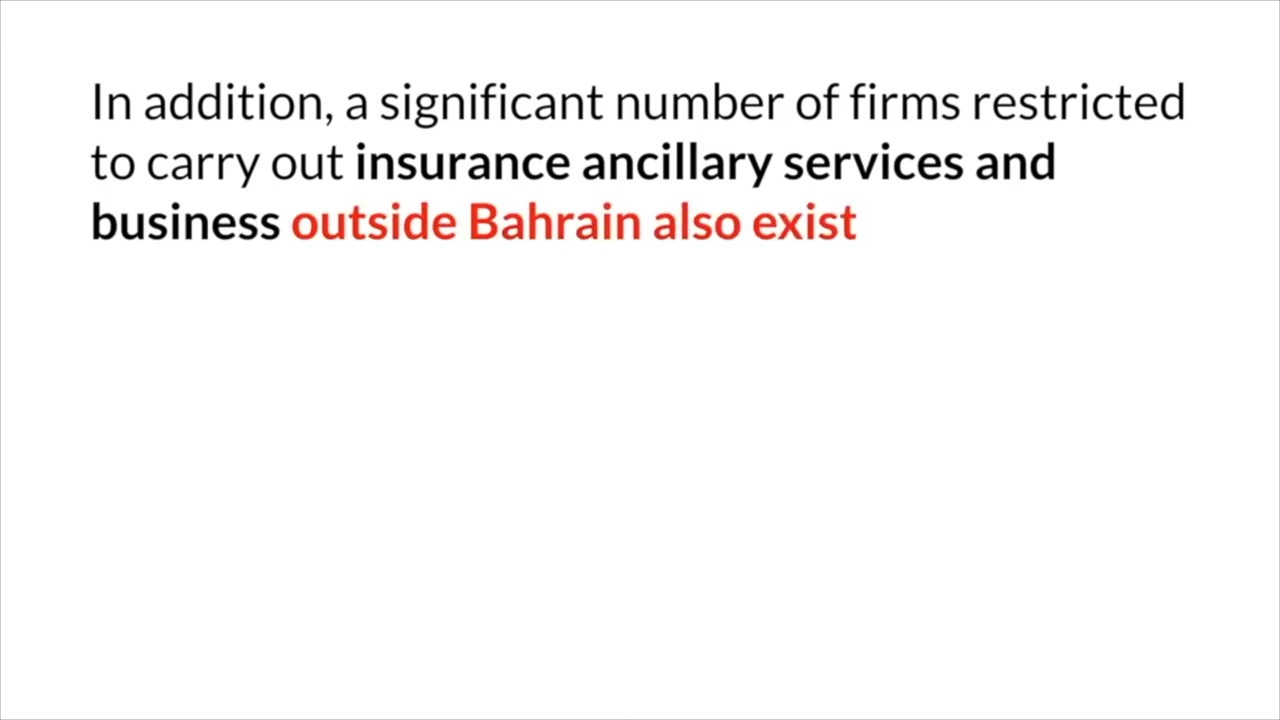 In addition, a significant number of firms restricted
to carry out insurance ancillary services and
business outside Bahrain also exist